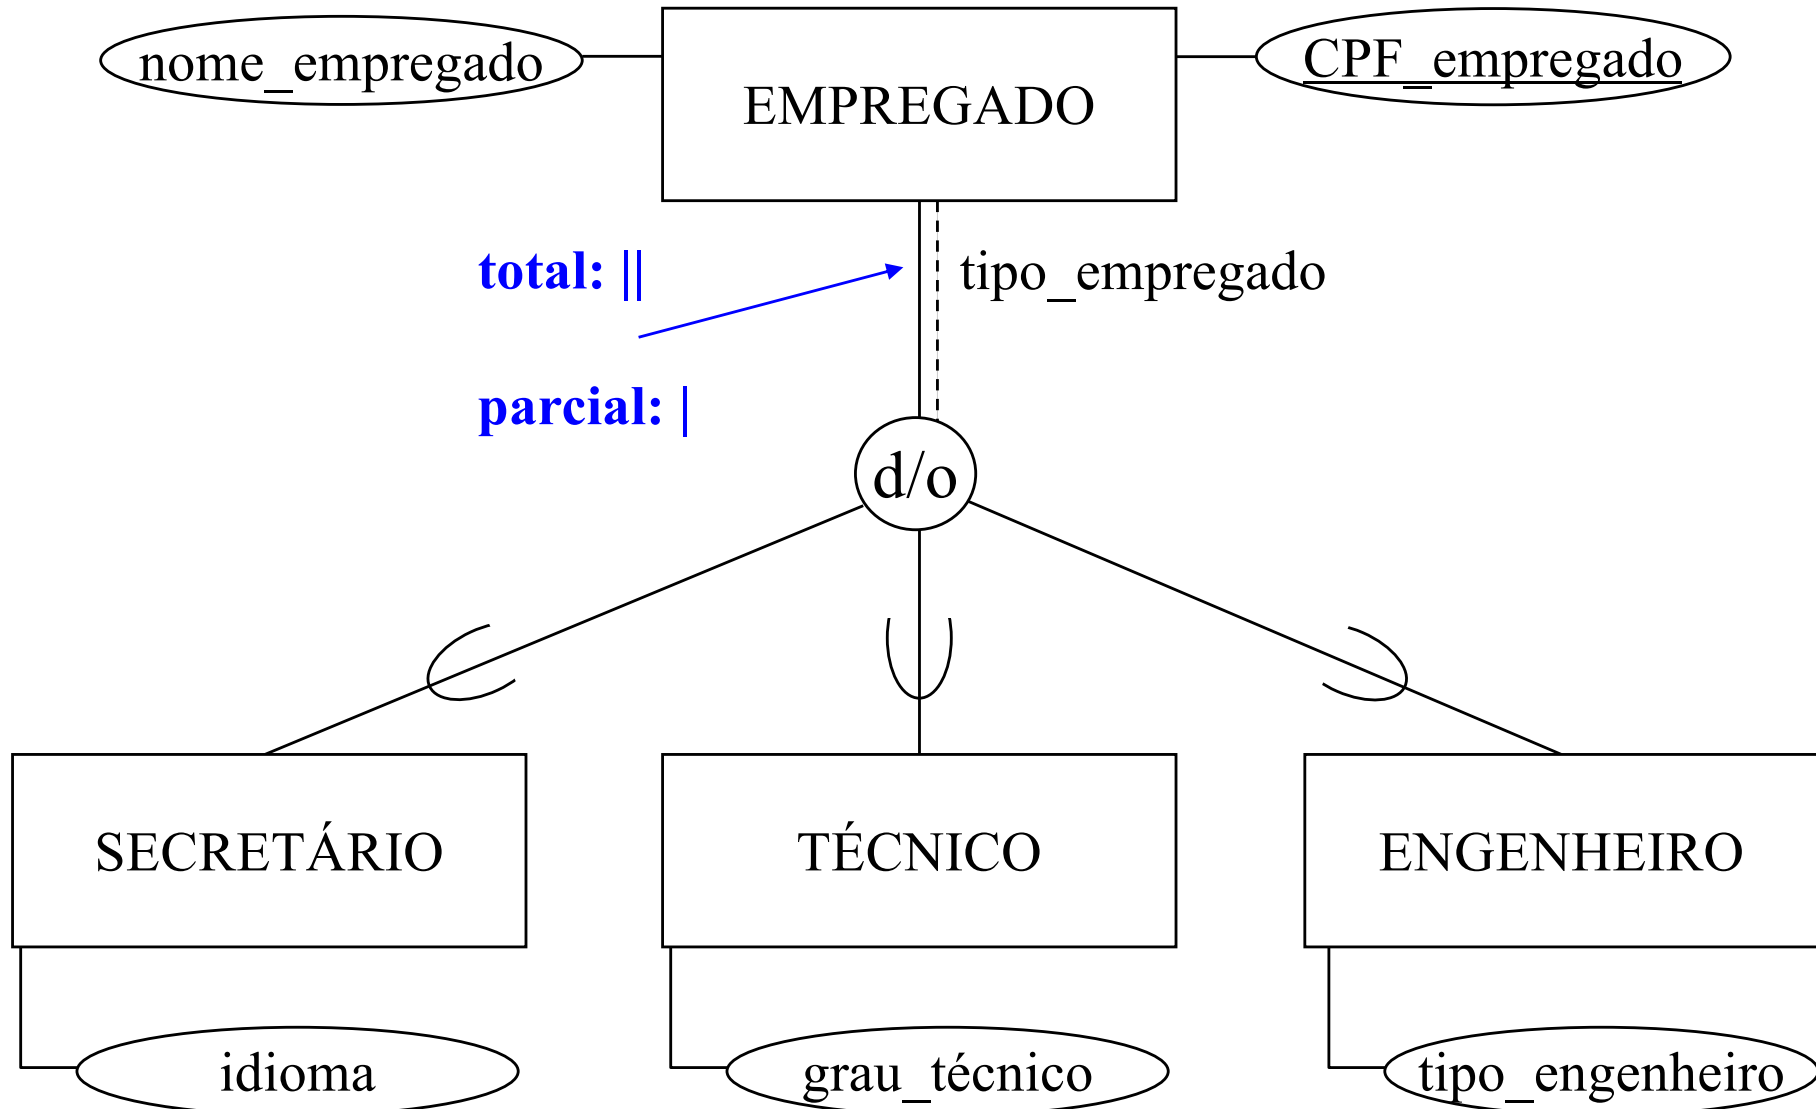 nome_empregado
EMPREGADO
CPF_empregado
total: ||
tipo_empregado
parcial: |
d/o
SECRETÁRIO
TÉCNICO
ENGENHEIRO
idioma
grau_técnico
tipo_engenheiro